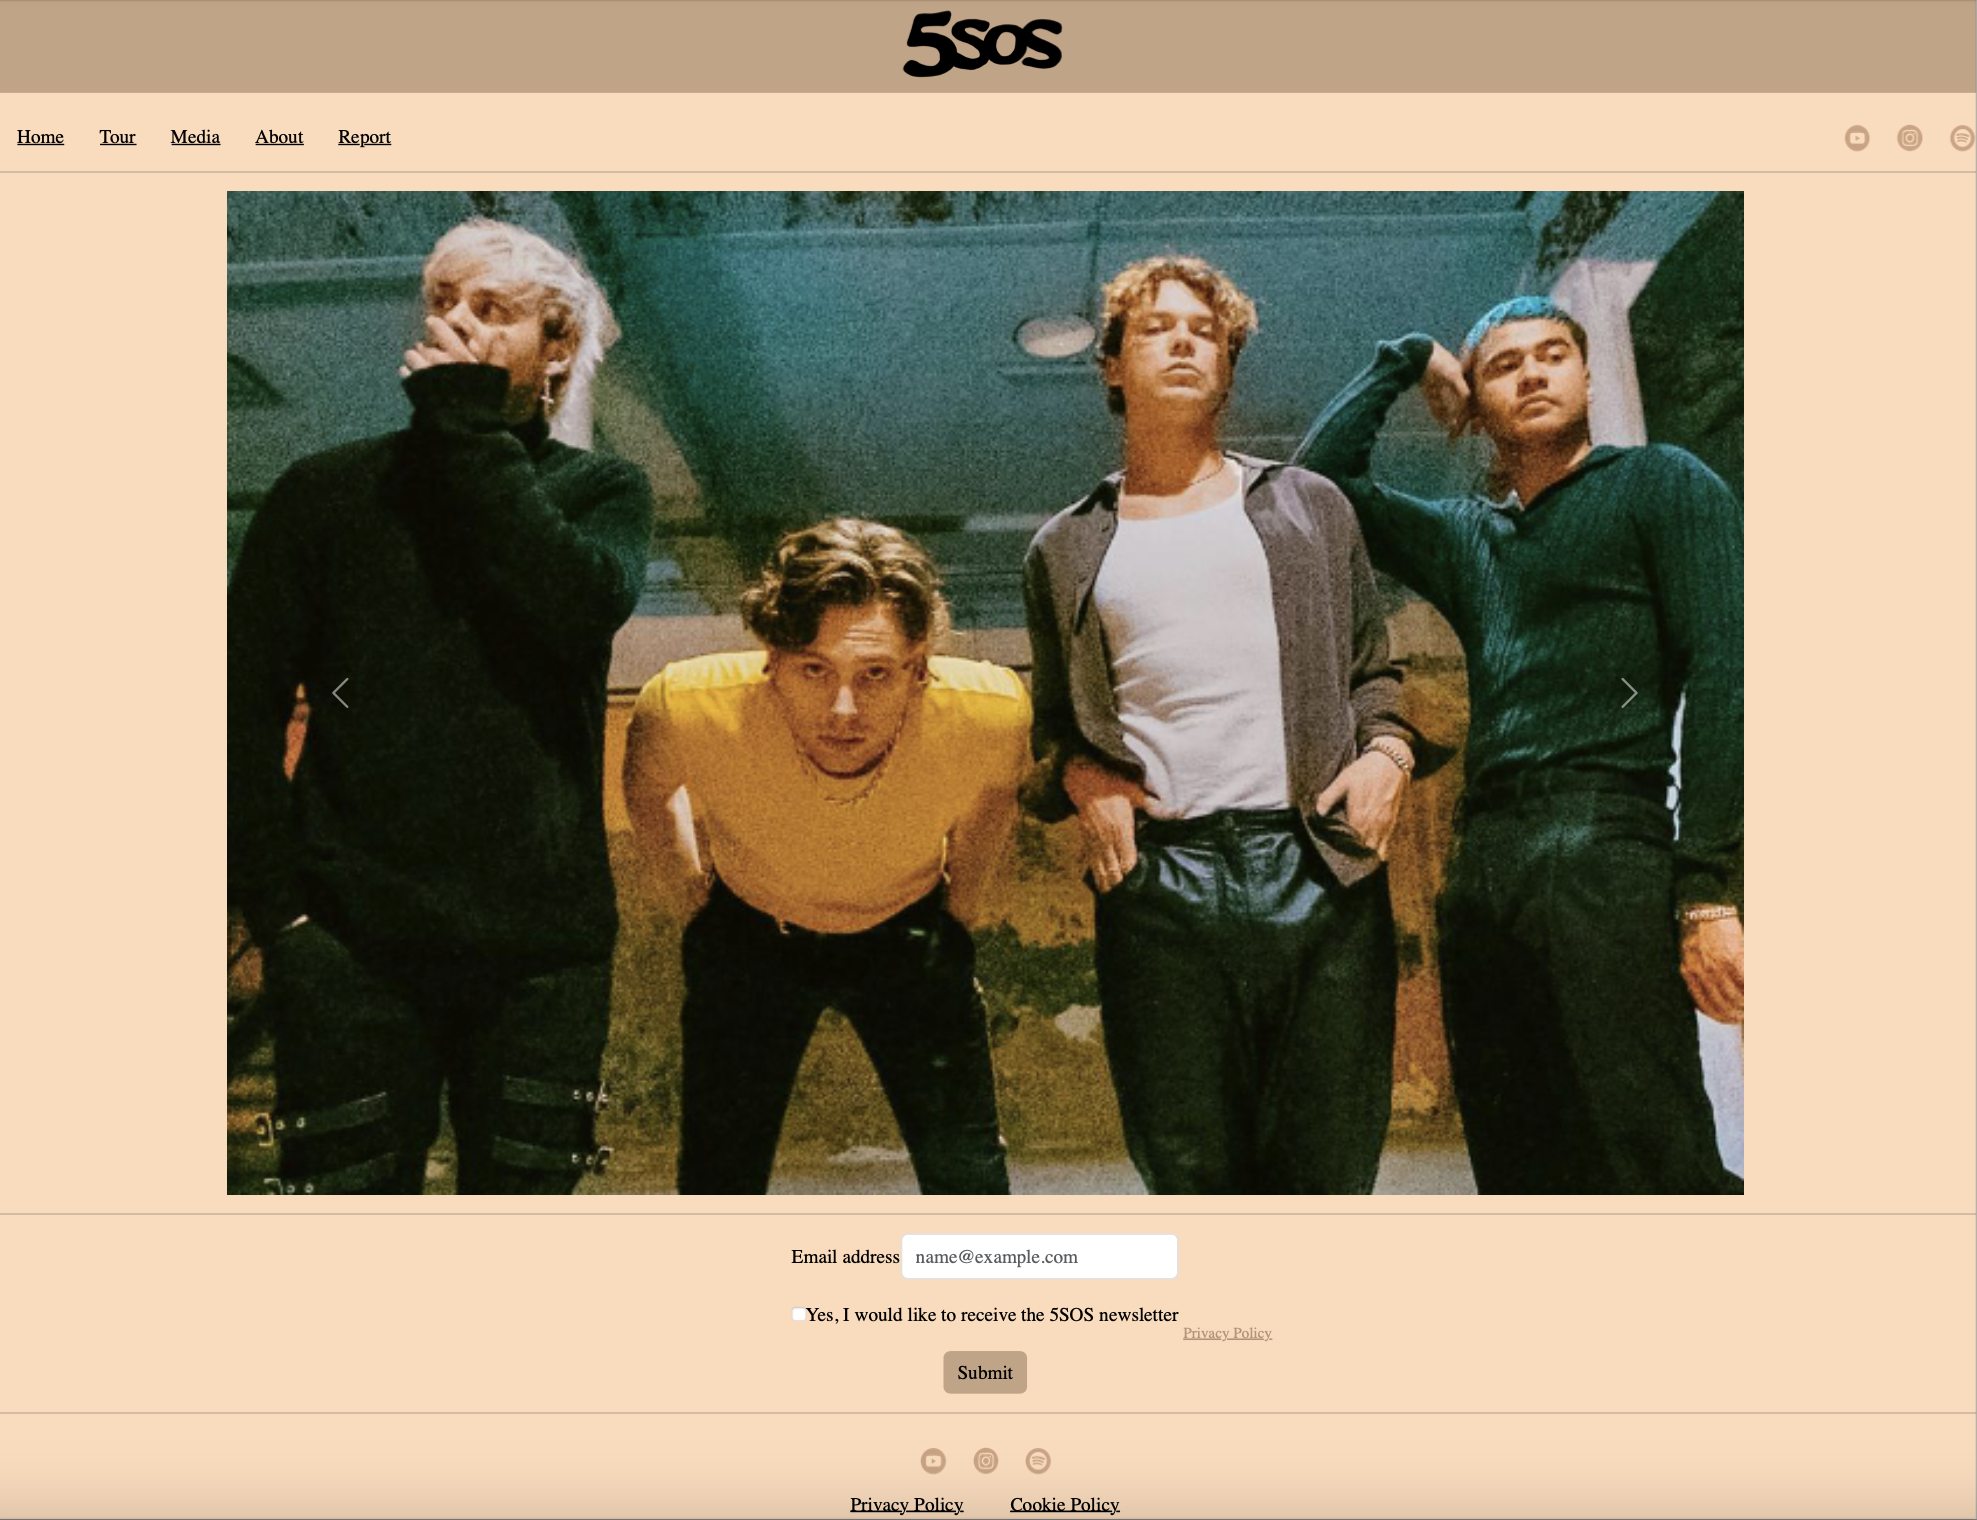 5SOS
Home Tour Media About Report
Email address name@example.com
Yes, I would like to receive the 5SOS newsletter
Privacy Policy
Submit
Privacy Policy Cookie Policy